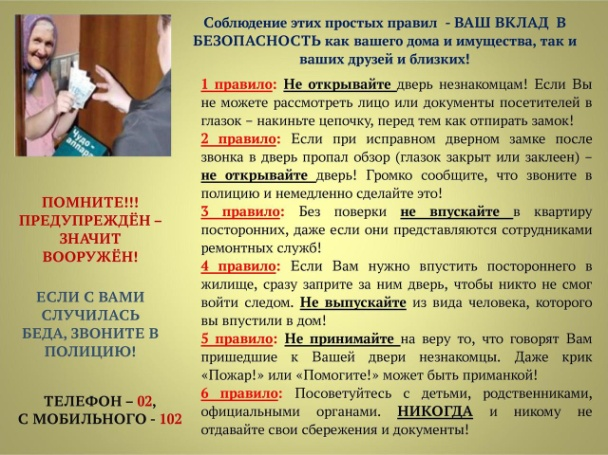 Соблюдение этих простых правил - ВАШ ВКЛАД В
БЕЗОПАСНОСТЬ как вашего дома и имущества, так и
ваших друзей и близких!
1 правило: Не открывайте дверь незнакомцам! Если Вы
не можете рассмотреть лицо или документы посетителей в
глазок – накиньте цепочку, перед тем как отпирать замок!
2 правило: Если при исправном дверном замке после
звонка в дверь пропал обзор (глазок закрыт или заклеен) –
не открывайте дверь! Громко сообщите, что звоните в
полицию и немедленно сделайте это!
3 правило: Без поверки не впускайте в квартиру
посторонних, даже если они представляются сотрудниками
ремонтных служб!
4 правило: Если Вам нужно впустить постороннего в
жилище, сразу заприте за ним дверь, чтобы никто не смог
войти следом. Не выпускайте из вида человека, которого
вы впустили в дом!
5 правило: Не принимайте на веру то, что говорят Вам
пришедшие к Вашей двери незнакомцы. Даже крик
«Пожар!» или «Помогите!» может быть приманкой!
6 правило: Посоветуйтесь с детьми, родственниками,
официальными органами. НИКОГДА и никому не
отдавайте свои сбережения и документы!
Чудо -
аппарат
ПОМНИТЕ!!!
ПРЕДУПРЕЖДЁН –
ЗНАЧИТ
ВООРУЖЁН!
ЕСЛИ С ВАМИ
СЛУЧИЛАСЬ
БЕДА, ЗВОНИТЕ В
ПОЛИЦИЮ!
ТЕЛЕФОН – 02,
С МОБИЛЬНОГО - 102